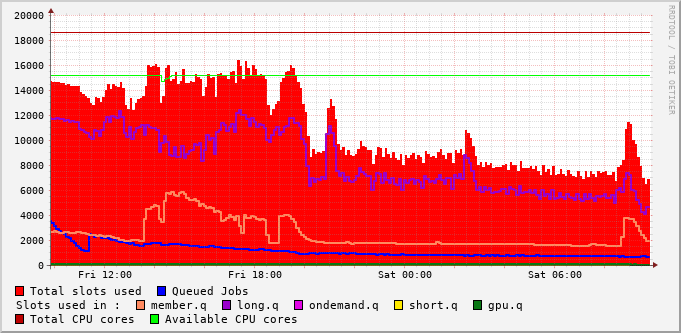 20000
18000
16000
14000
12000
10000
8000
6000
4000
2000
0
Fri 12:00 Fri 18:00 Sat 00:00 Sat 06:00
Total slots used Queued Jobs
Slots used in : member.q long.q ondemand.q short.q gpu.q
Total CPU cores Available CPU cores
RRDTOOL / TOBI OETIKER